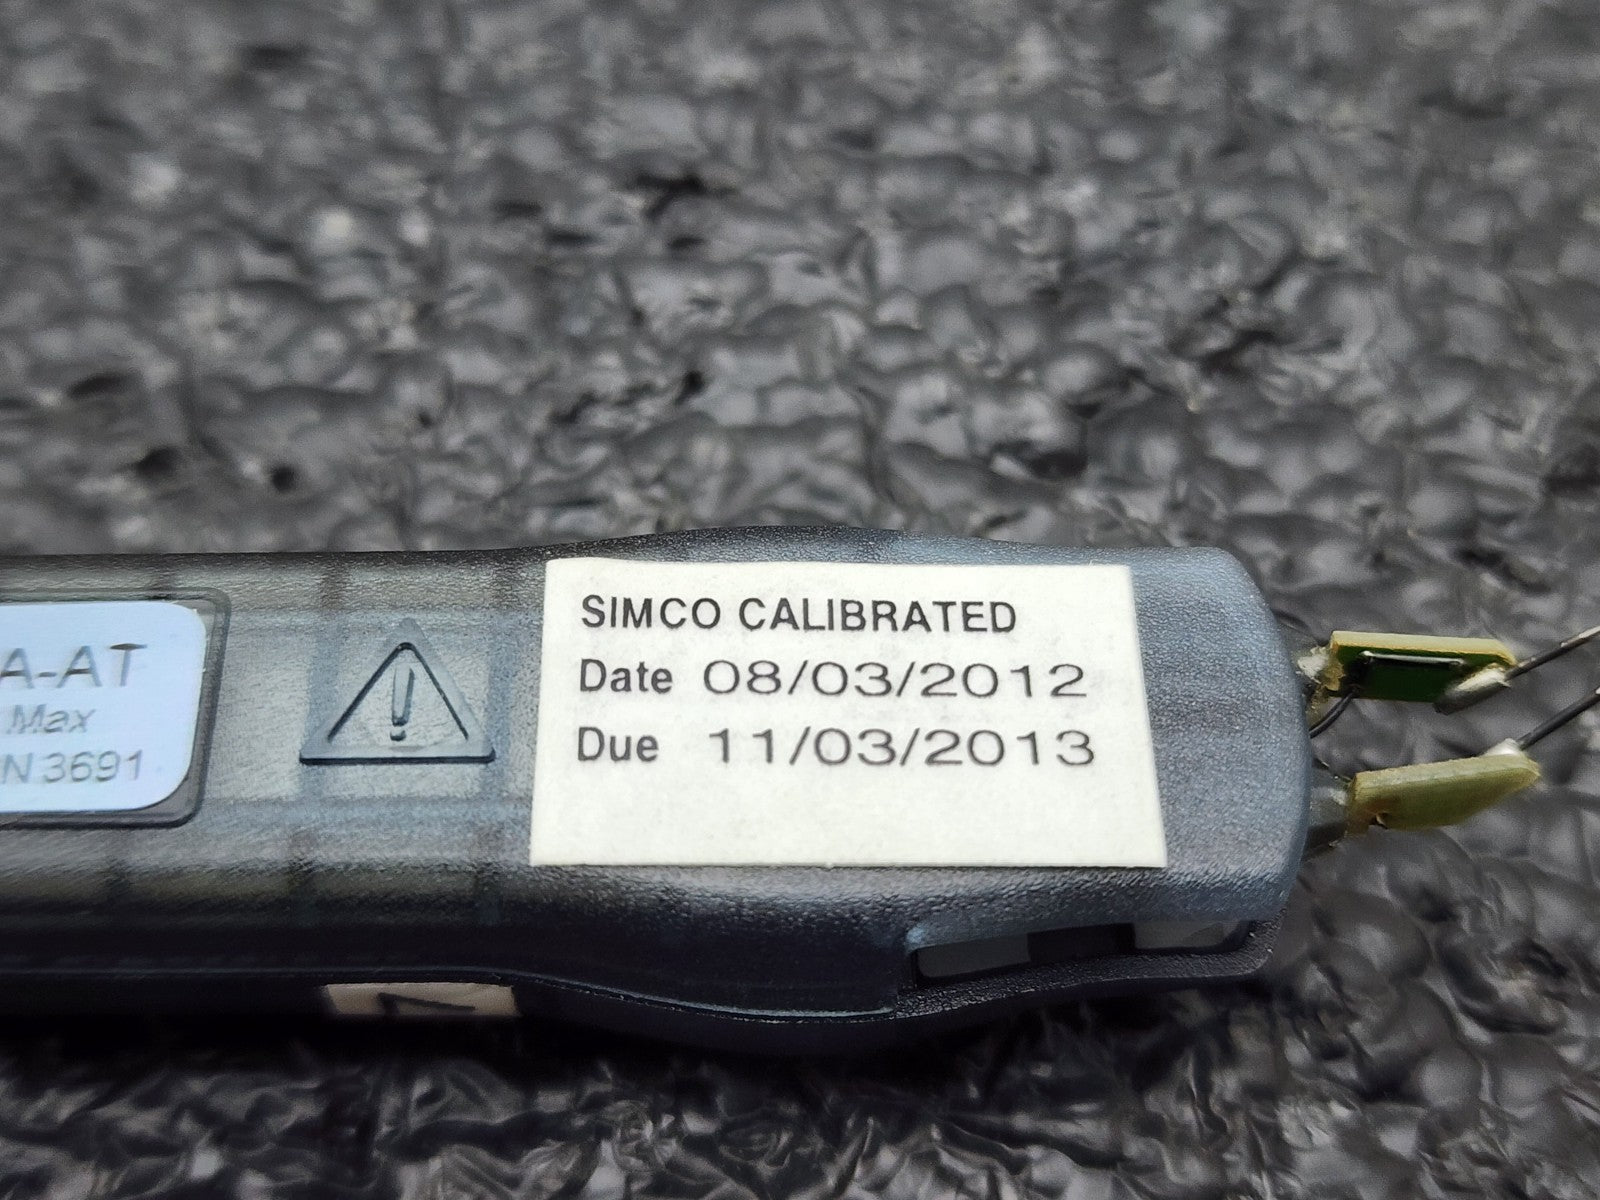 A-AT
Max
N 3691
!
SIMCO CALIBRATED
Date 08/03/2012
Due 11/03/2013